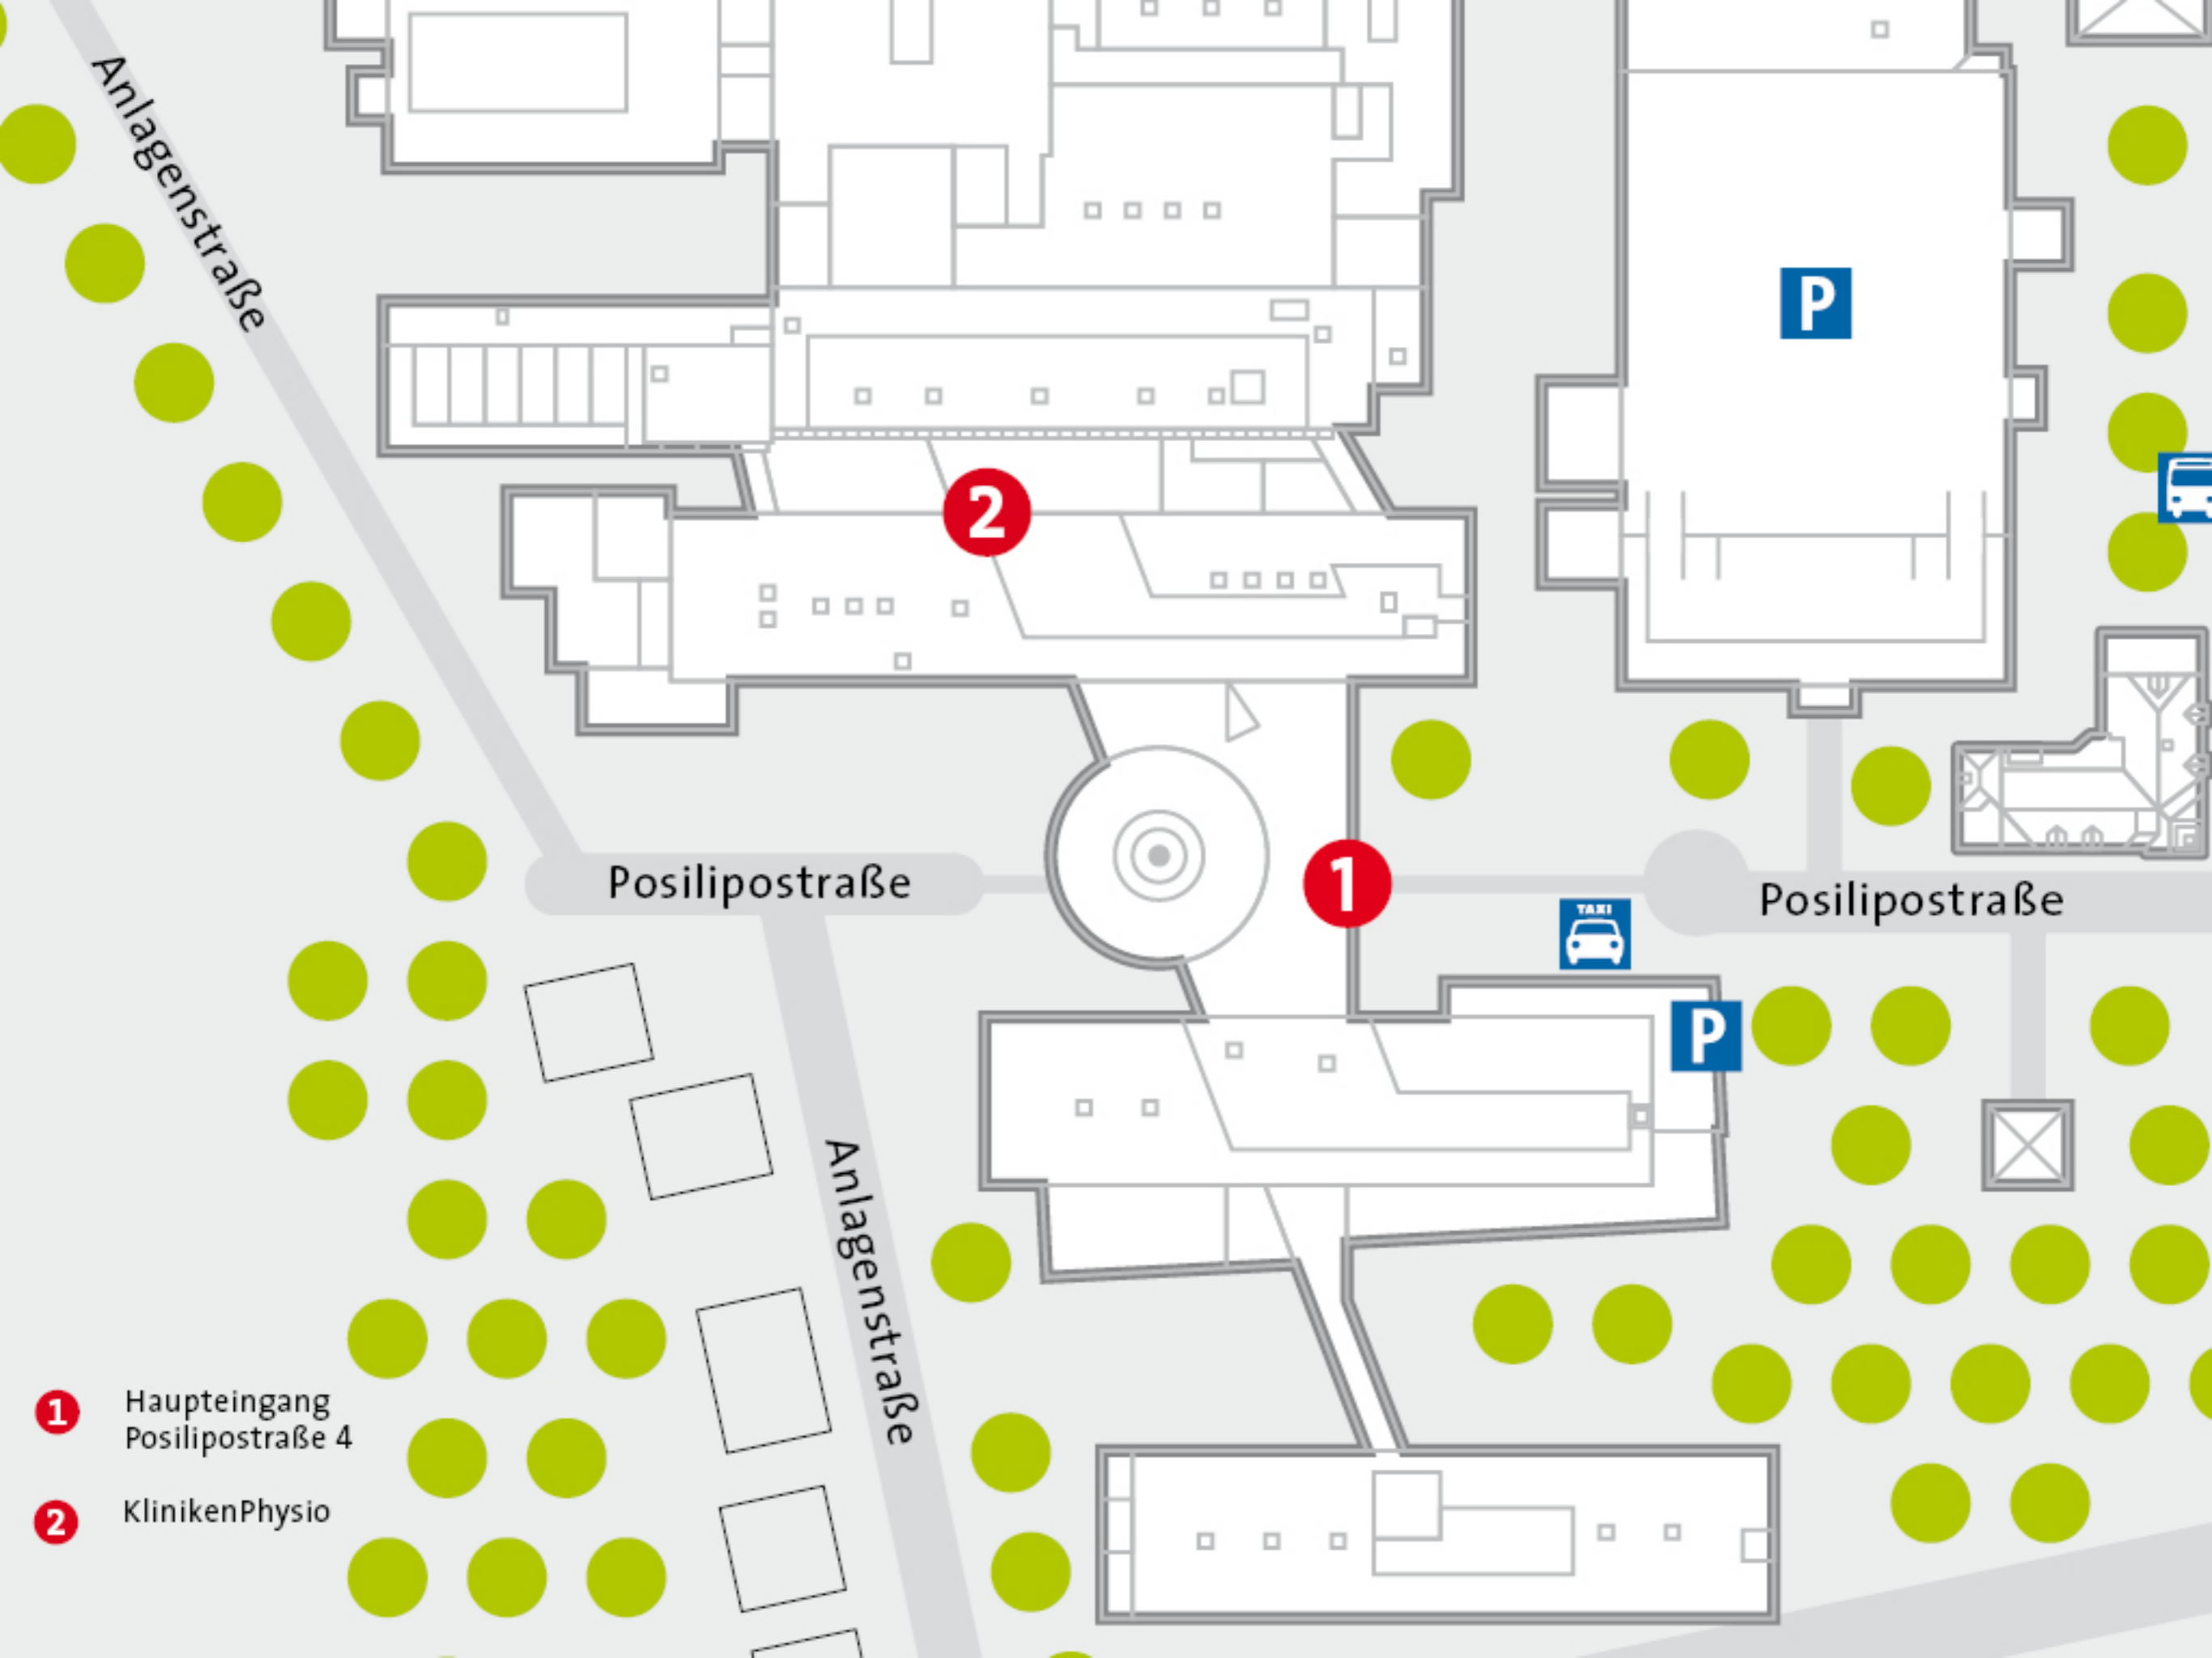 Anlagenstraße
P
2
1
Posilipostraße
TAXI
Posilipostraße
P
Anlagenstraße
1 Haupteingang
Posilipostraße 4
2 KlinikenPhysio